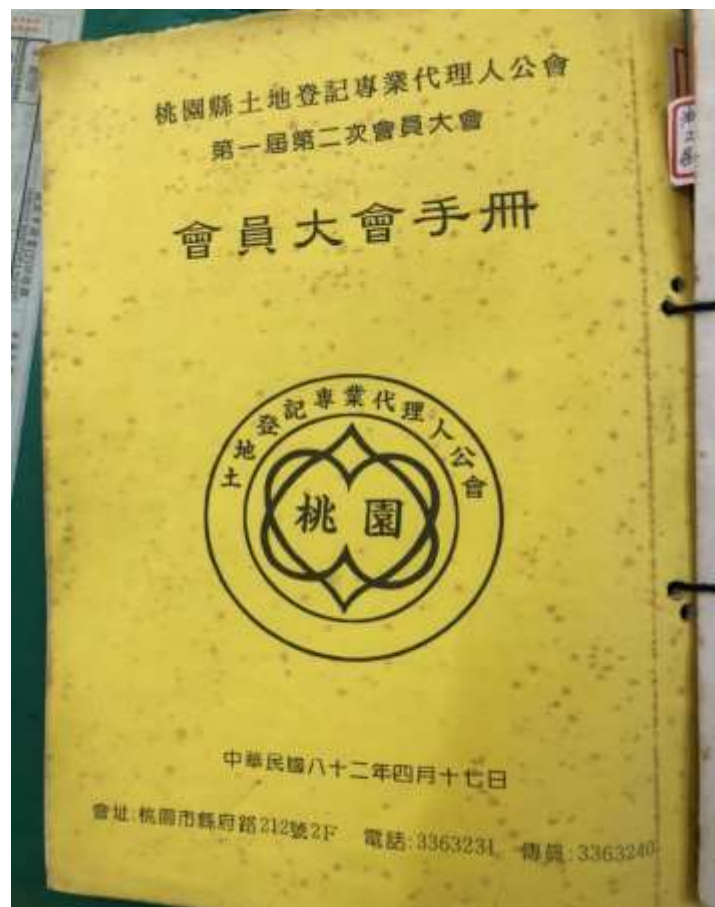 桃園縣土地登記專業代理人公會
第一屆第二次會員大會
會員大會手冊
土地登記專業代理人公會
桃園
中華民國八十二年四月十七日
會址:桃園市縣府路212號2F 電話:3363231 傳真:3363240